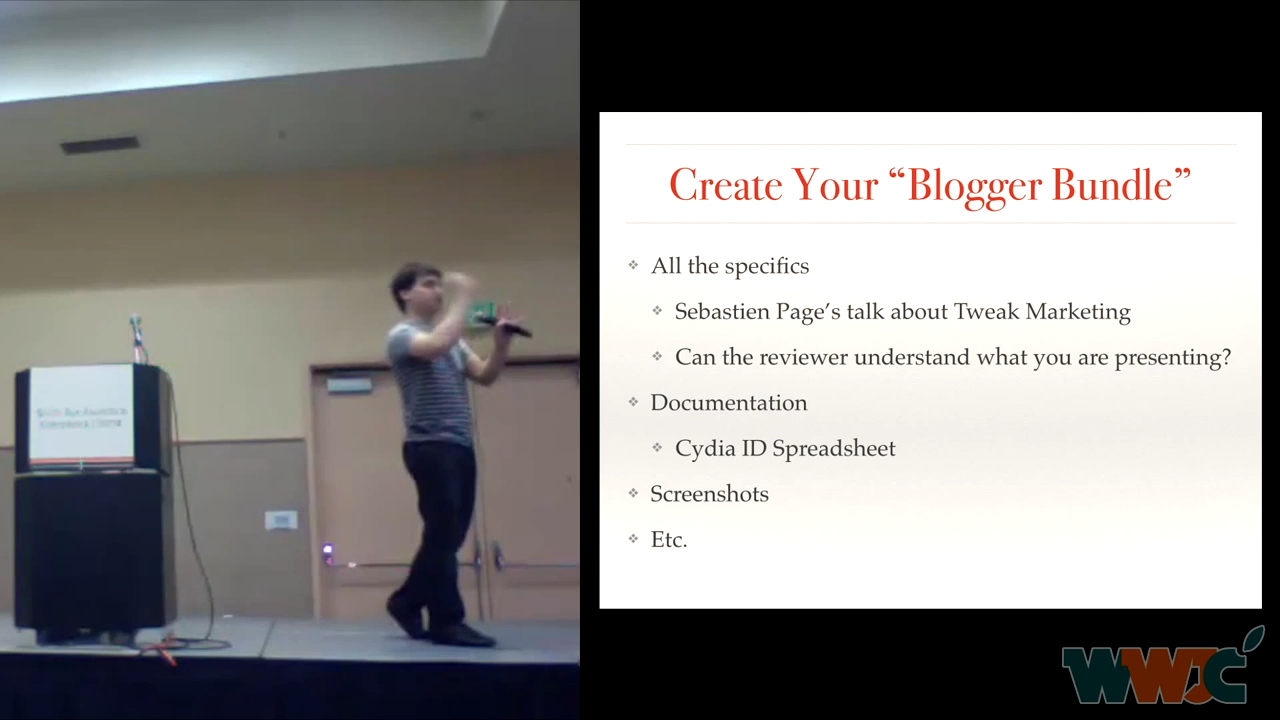 Create Your “Blogger Bundle”
All the specifics
Sebastien Page’s talk about Tweak Marketing
Can the reviewer understand what you are presenting?
Documentation
Cydia ID Spreadsheet
Screenshots
Etc.
WWJC